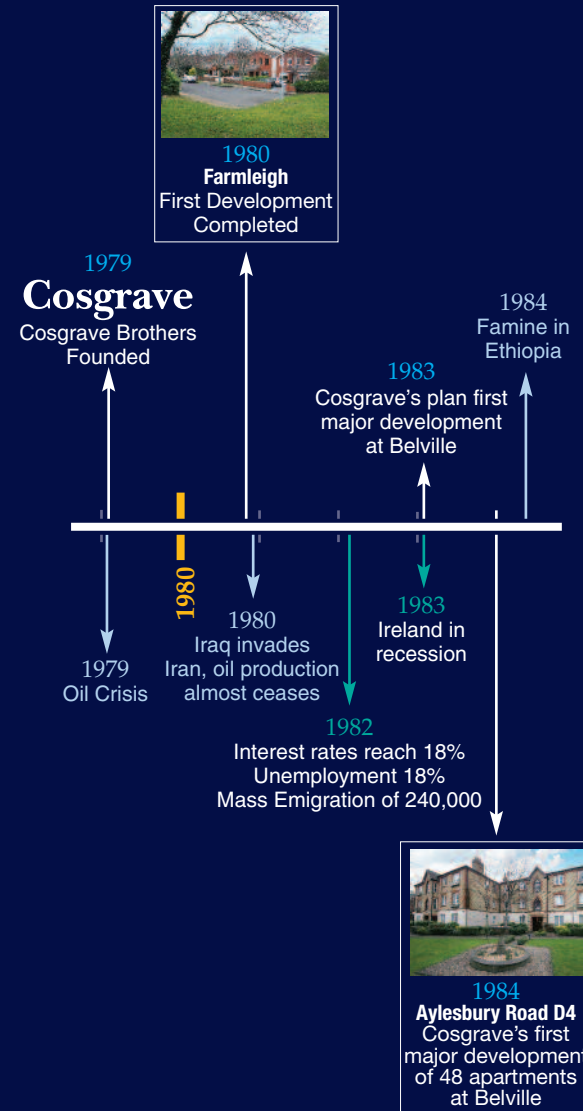 1980
Farmleigh
First Development
Completed
1979
Cosgrave
Cosgrave Brothers
Founded
1984
Famine in
Ethiopia
1983
Cosgrave's plan first
major development
at Belville
1980
1979
Oil Crisis
1980
Iraq invades
Iran, oil production
almost ceases
1983
Ireland in
recession
1982
Interest rates reach 18%
Unemployment 18%
Mass Emigration of 240,000
1984
Aylesbury Road D4
Cosgrave's first
major development
of 48 apartments
at Belville